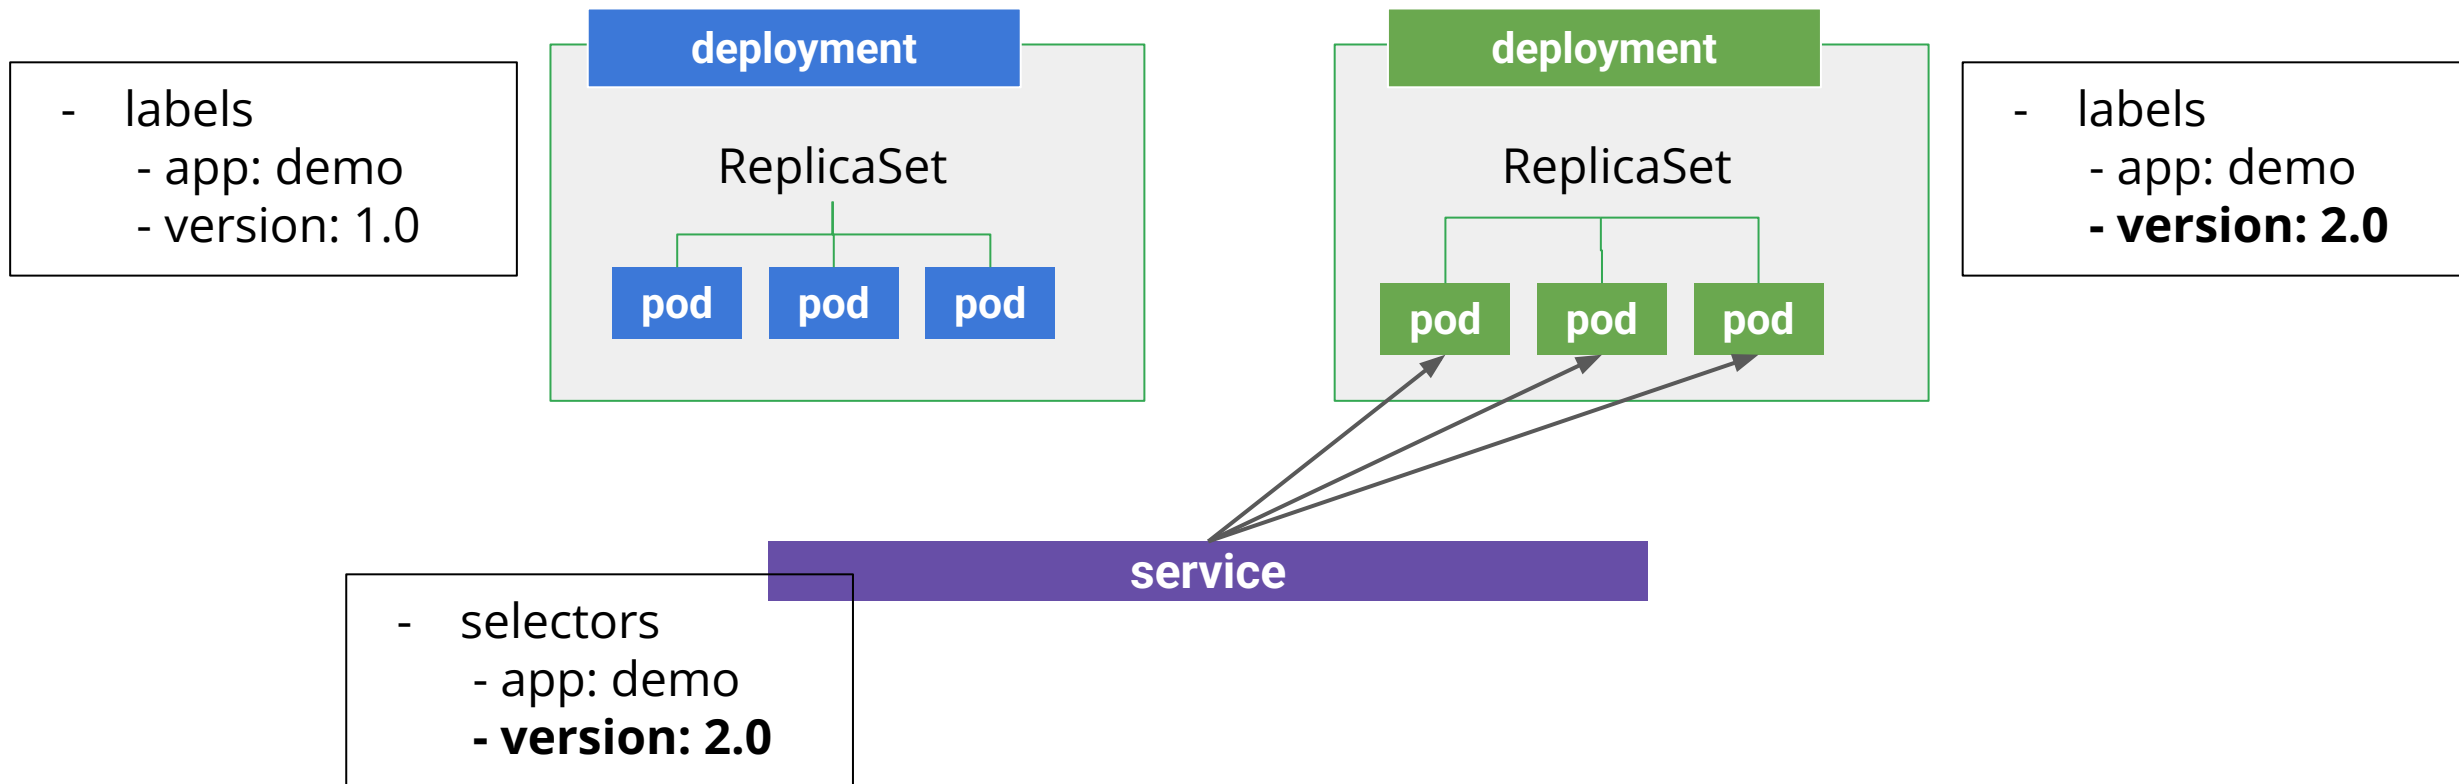 deployment
deployment
- labels
- app: demo
- version: 1.0
ReplicaSet
pod pod pod
ReplicaSet
pod pod pod
- labels
- app: demo
- version: 2.0
service
- selectors
- app: demo
- version: 2.0